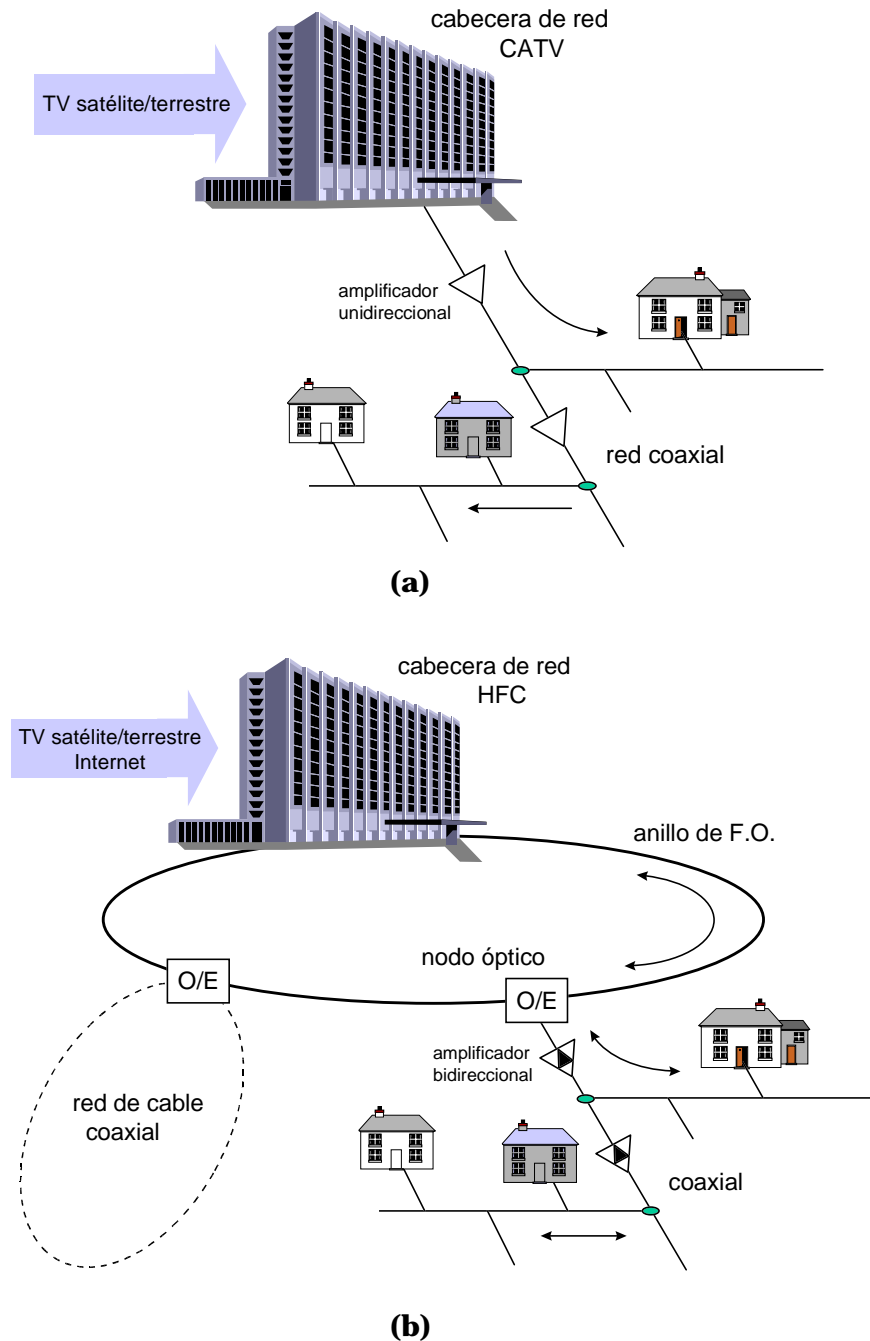 cabecera de red
CATV
TV satélite/terrestre
amplificador
unidireccional
red coaxial
(a)
cabecera de red
HFC
TV satélite/terrestre
Internet
anillo de F.O.
nodo óptico
O/E
O/E
amplificador
bidireccional
red de cable
coaxial
coaxial
(b)